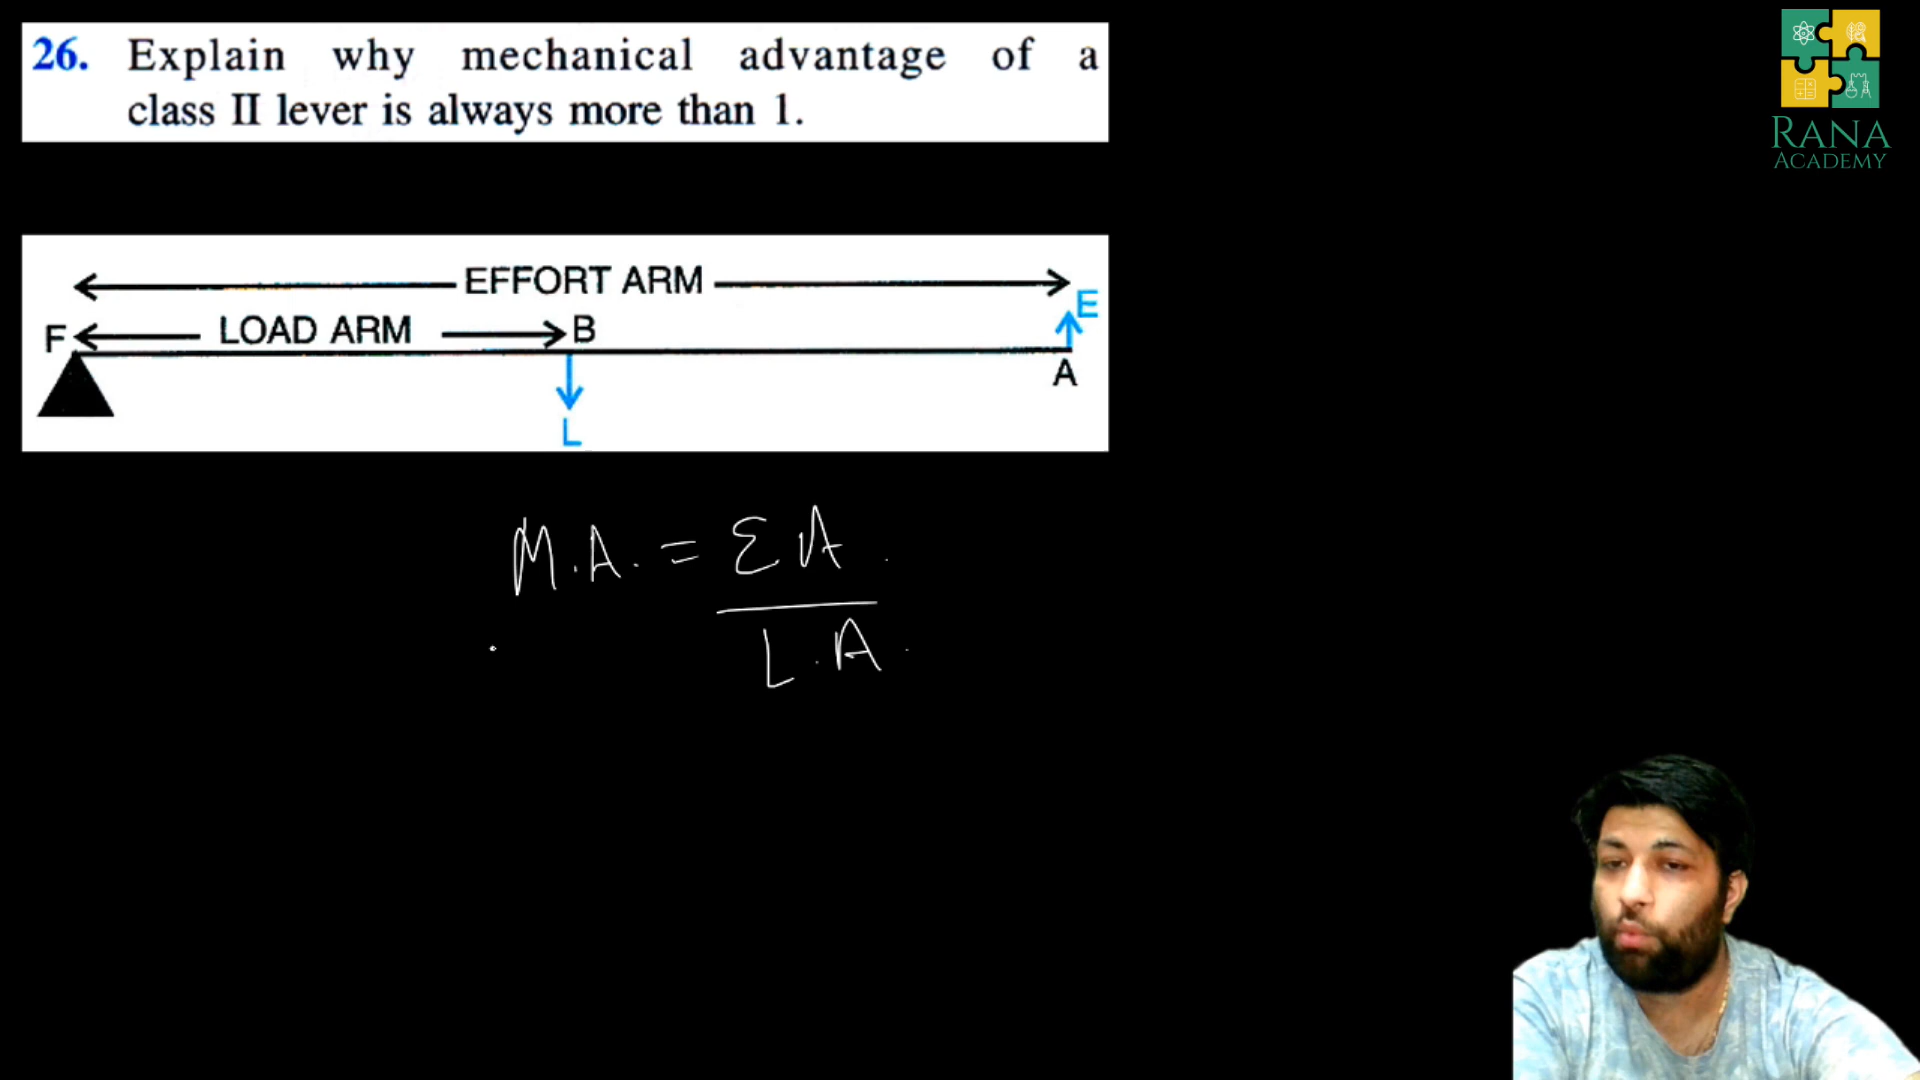 26. Explain why mechanical advantage of a
class II lever is always more than 1.
RANA
ACADEMY
EFFORT ARM
E
F LOAD ARM B
A
L
M.A. = EA
L.A.